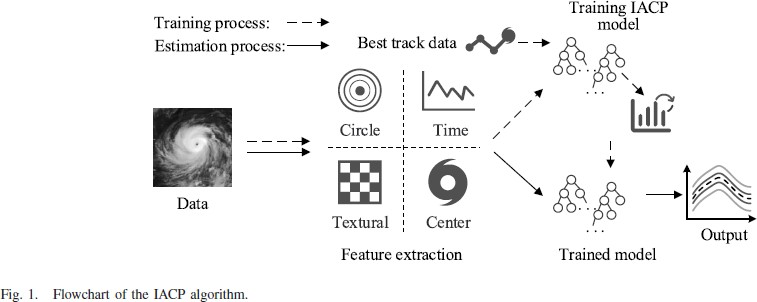 Training process:
Estimation process:
Best track data
Training IACP
model
Circle
Time
Data
Textural
Center
Feature extraction
Trained model
Output
Fig. 1. Flowchart of the IACP algorithm.